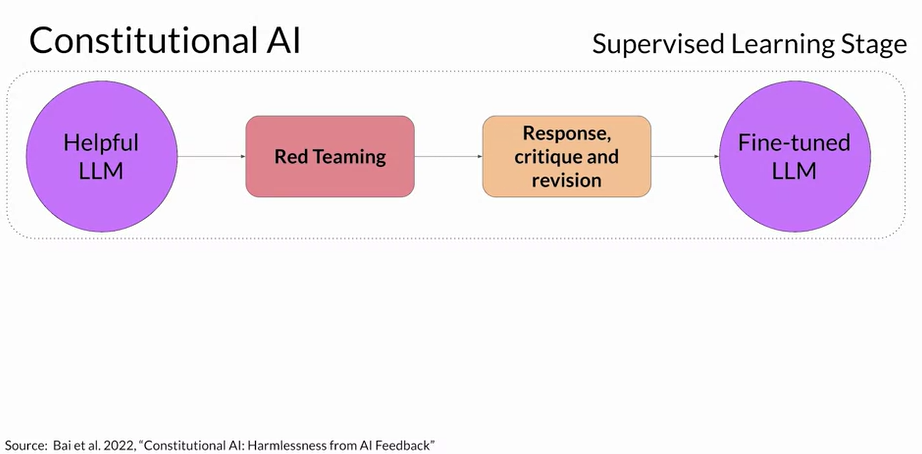 Constitutional AI
Supervised Learning Stage
Helpful
LLM
Red Teaming
Response,
critique and
revision
Fine-tuned
LLM
Source: Bai et al. 2022, “Constitutional AI: Harmlessness from AI Feedback”